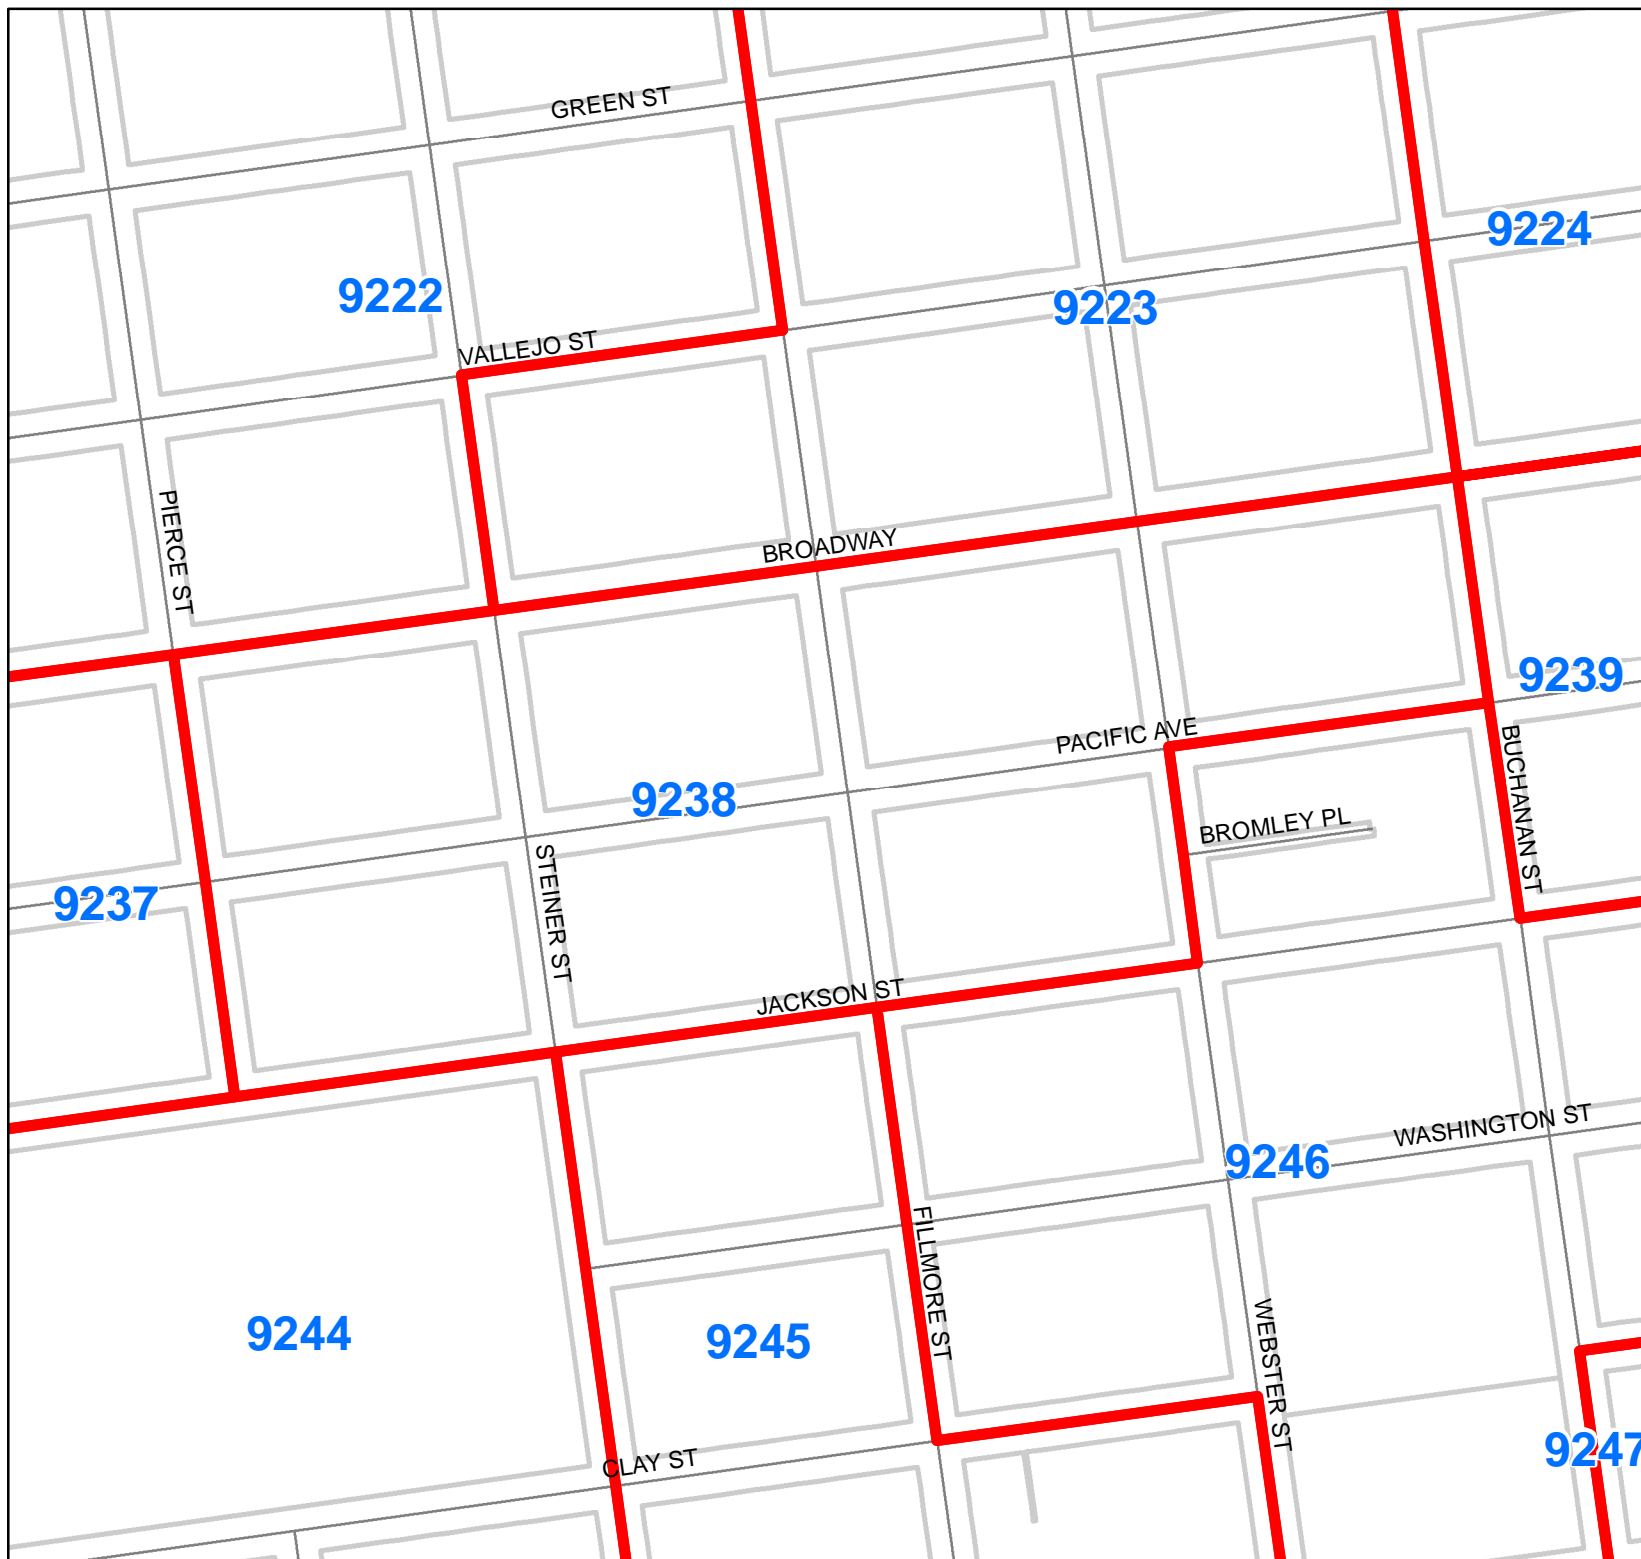 GREEN ST
9224
9222
9223
VALLEJO ST
PIERCE ST
BROADWAY
9239
PACIFIC AVE
BUCHANAN ST
9238
BROMLEY PL
STEINER ST
9237
JACKSON ST
WASHINGTON ST
9246
FILLMORE ST
9244
9245
WEBSTER ST
CLAY ST
9247